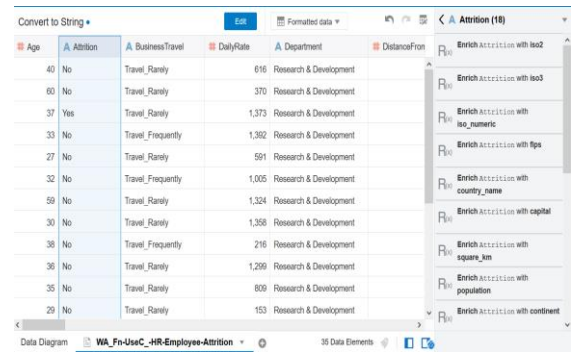 Convert to String
Edit
Formatted data
Attrition (18)
Age Attrition BusinessTravel DailyRate Department DistanceFron
40 No Travel_Rarely 616 Research & Development
60 No Travel_Rarely 370 Research & Development
37 Yes Travel_Rarely 1,373 Research & Development
33 No Travel_Frequently 1,392 Research & Development
27 No Travel_Rarely 591 Research & Development
32 No Travel_Frequently 1,005 Research & Development
59 No Travel_Rarely 1,324 Research & Development
30 No Travel_Rarely 1,358 Research & Development
38 No Travel_Frequently 216 Research & Development
36 No Travel_Rarely 1,299 Research & Development
35 No Travel_Rarely 809 Research & Development
29 No Travel_Rarely 153 Research & Development
Enrich Attrition with iso2
Enrich Attrition with iso3
Enrich Attrition with
iso_numeric
Enrich Attrition with fips
Enrich Attrition with
country_name
Enrich Attrition with capital
Enrich Attrition with
square_km
Enrich Attrition with
population
Enrich Attrition with continent
Data Diagram WA_Fn-UseC_-HR-Employee-Attrition 35 Data Elements